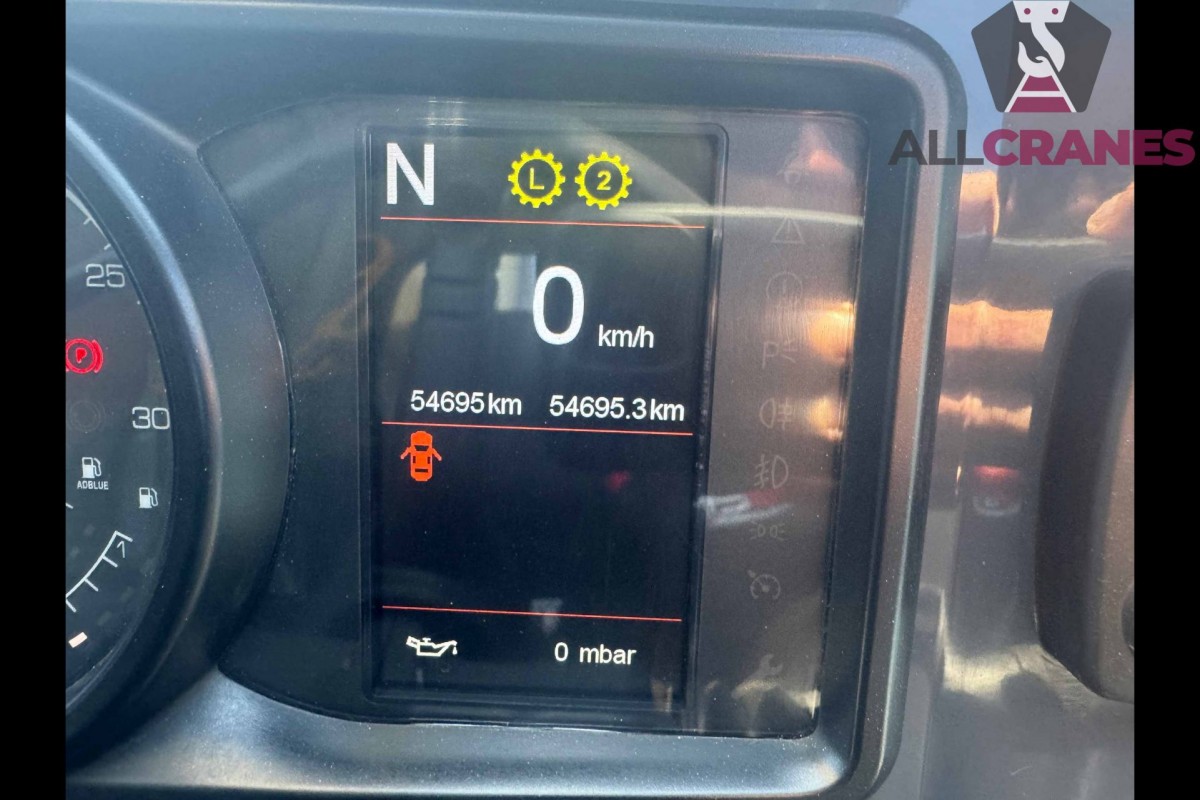 ALLCRANES
N L 2
25
0 km/h
P
P
54695km 54695.3km
30
ADBLUE
0 mbar